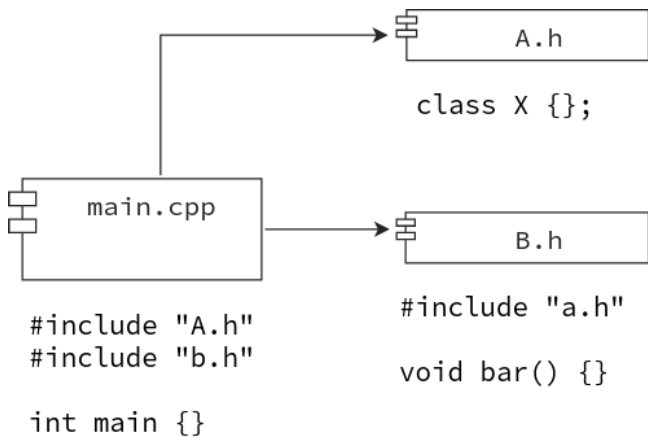 A.h
class X {};
main.cpp
#include "A.h"
#include "b.h"
int main {}
B.h
#include "a.h"
void bar() {}